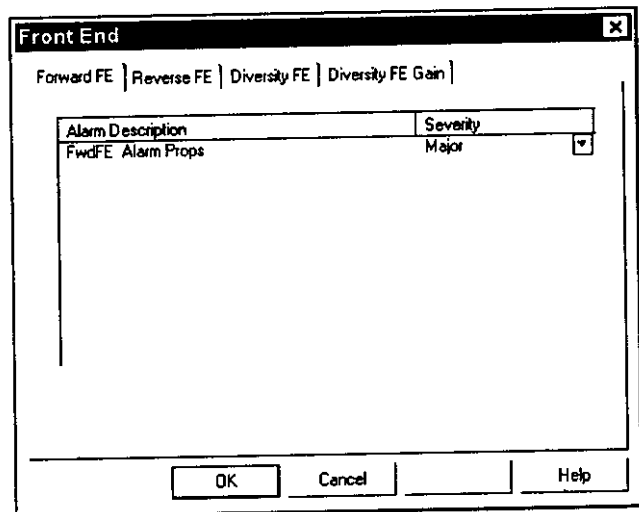 Front End
Forward FE Reverse FE Diversity FE Diversity FE Gain
Alarm Description Severity
FwdFE Alarm Props Major
OK Cancel Help